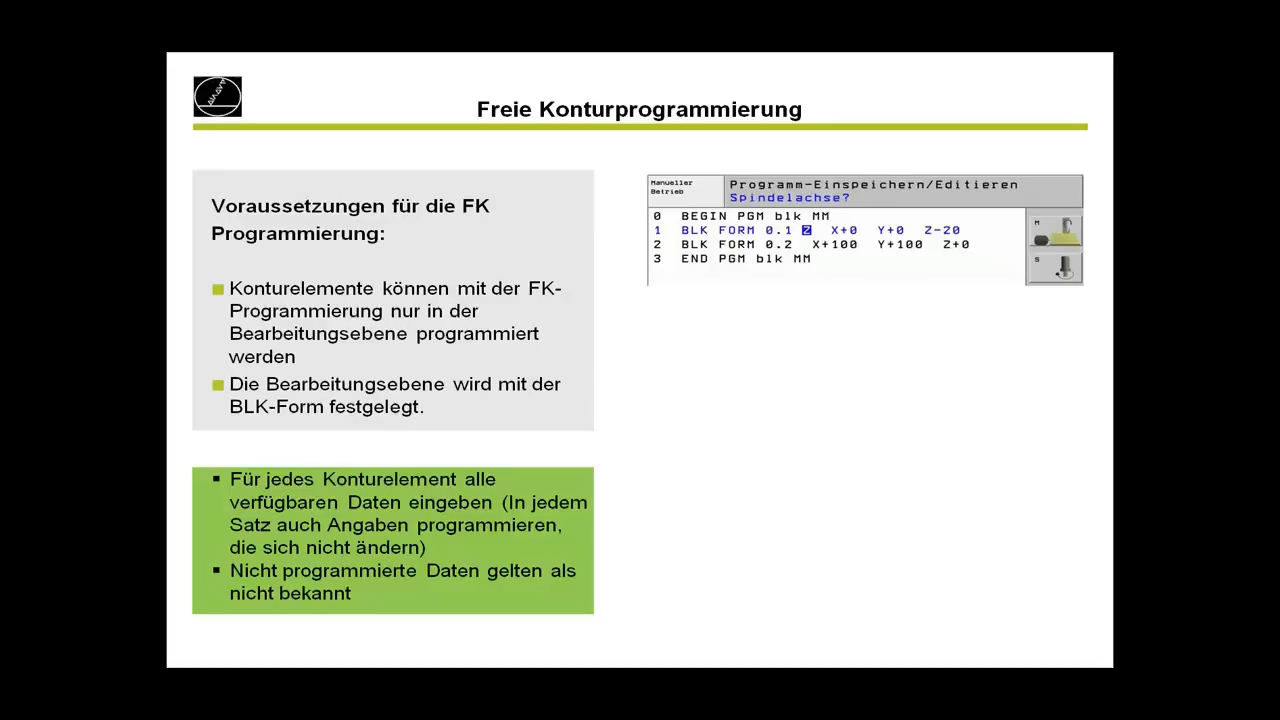 Freie Konturprogrammierung
Voraussetzungen für die FK
Programmierung:
Konturelemente können mit der FK-
Programmierung nur in der
Bearbeitungsebene programmiert
werden
Die Bearbeitungsebene wird mit der
BLK-Form festgelegt.
Für jedes Konturelement alle
verfügbaren Daten eingeben (In jedem
Satz auch Angaben programmieren,
die sich nicht ändern)
Nicht programmierte Daten gelten als
nicht bekannt
Manueller
Betrieb
Programm-Einspeichern/Editieren
Spindelachse?
0 BEGIN PGM blk MM
1 BLK FORM 0.1 Z X+0 Y+0 Z-20
2 BLK FORM 0.2 X+100 Y+100 Z+0
3 END PGM blk MM
M
S